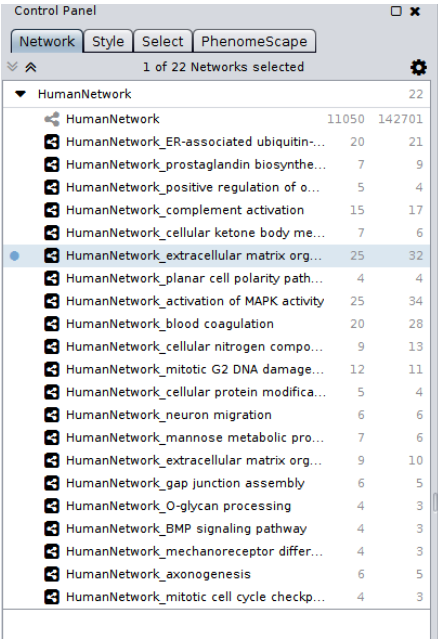 Control Panel
Network Style Select PhenomeScape
1 of 22 Networks selected
HumanNetwork 22
HumanNetwork 11050 142701
HumanNetwork_ER-associated ubiquitin-... 20 21
HumanNetwork_prostaglandin biosynthe... 7 9
HumanNetwork_positive regulation of o... 5 4
HumanNetwork_complement activation 15 17
HumanNetwork_cellular ketone body me... 7 6
HumanNetwork_extracellular matrix org... 25 32
HumanNetwork_planar cell polarity path... 4 4
HumanNetwork_activation of MAPK activity 25 34
HumanNetwork_blood coagulation 20 28
HumanNetwork_cellular nitrogen compo... 9 13
HumanNetwork_mitotic G2 DNA damage... 12 11
HumanNetwork_cellular protein modifica... 5 4
HumanNetwork_neuron migration 6 6
HumanNetwork_mannose metabolic pro... 7 6
HumanNetwork_extracellular matrix org... 9 10
HumanNetwork_gap junction assembly 6 5
HumanNetwork_O-glycan processing 4 3
HumanNetwork_BMP signaling pathway 4 3
HumanNetwork_mechanoreceptor differ... 4 3
HumanNetwork_axonogenesis 6 5
HumanNetwork_mitotic cell cycle checkp... 4 3